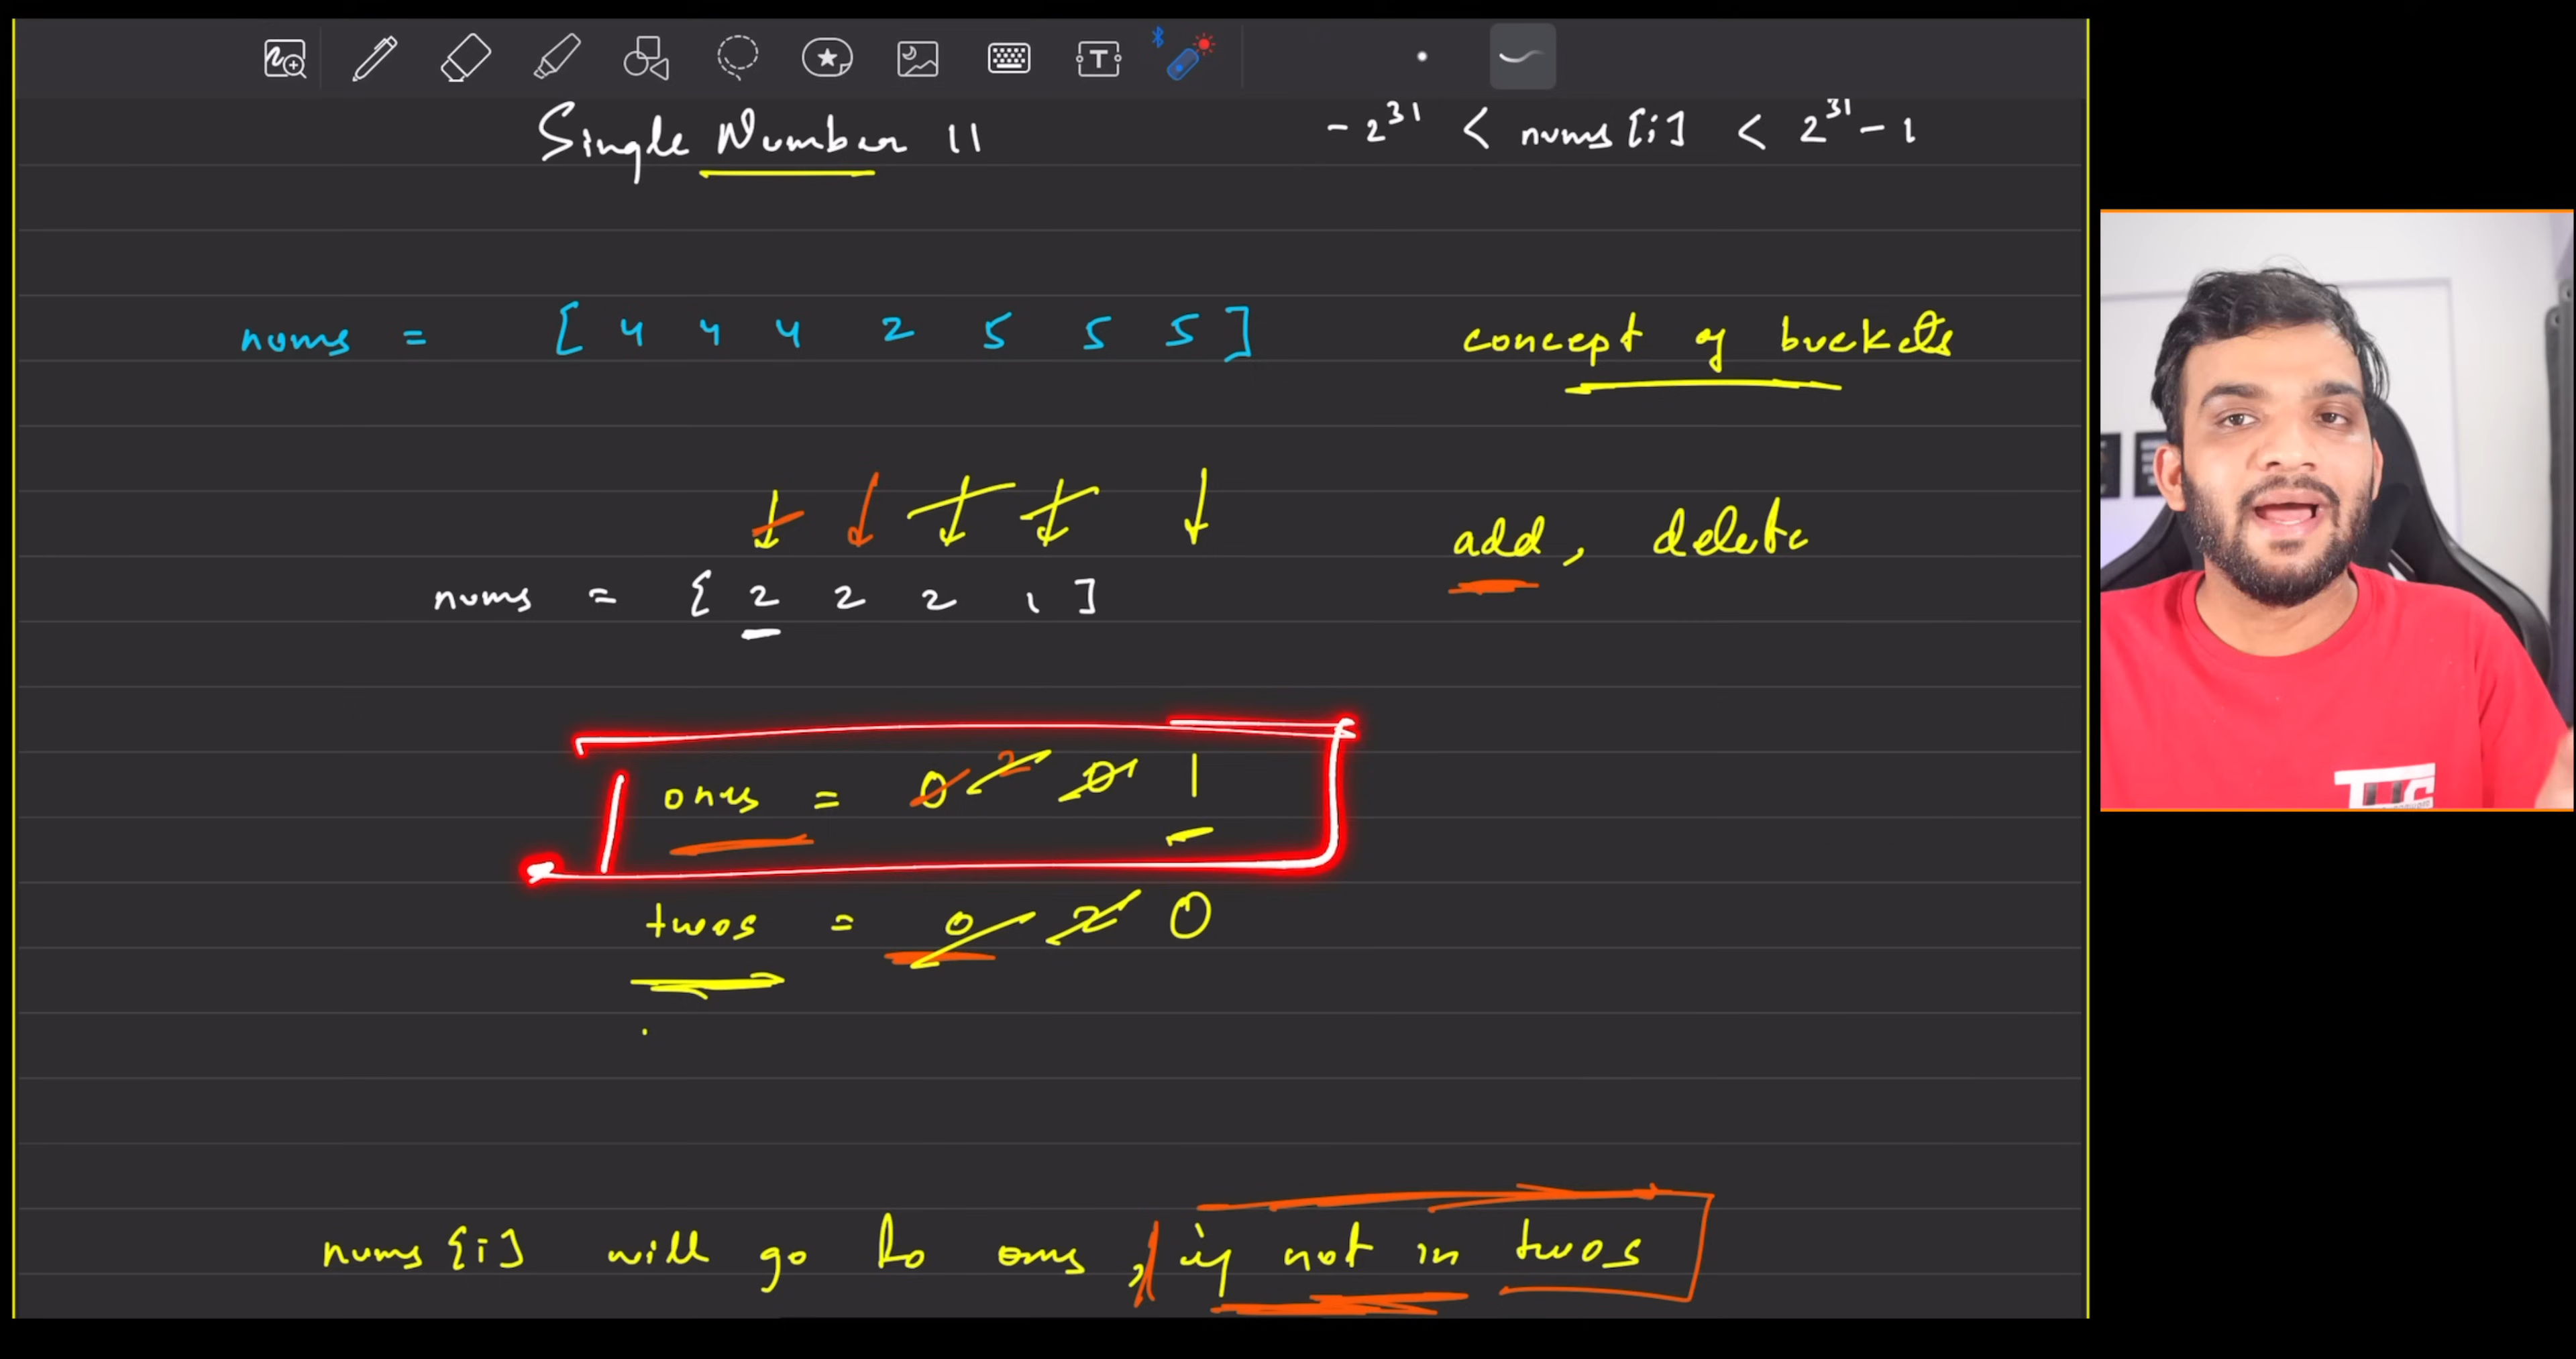 Single Number II
-2^31 < nums[i] < 2^31 - 1
nums = [ 4 4 4 2 5 5 5 ]
concept of buckets
add, delete
nums = { 2 2 2 1 ]
ones = 0 2 0 1
twos = 0 2 0
nums [i] will go to ones, if not in twos